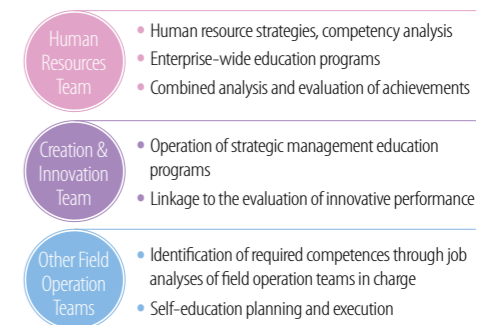 Human
Resources
Team
• Human resource strategies, competency analysis
• Enterprise-wide education programs
• Combined analysis and evaluation of achievements
Creation &
Innovation
Team
• Operation of strategic management education
programs
• Linkage to the evaluation of innovative performance
Other Field
Operation
Teams
• Identification of required competences through job
analyses of field operation teams in charge
• Self-education planning and execution